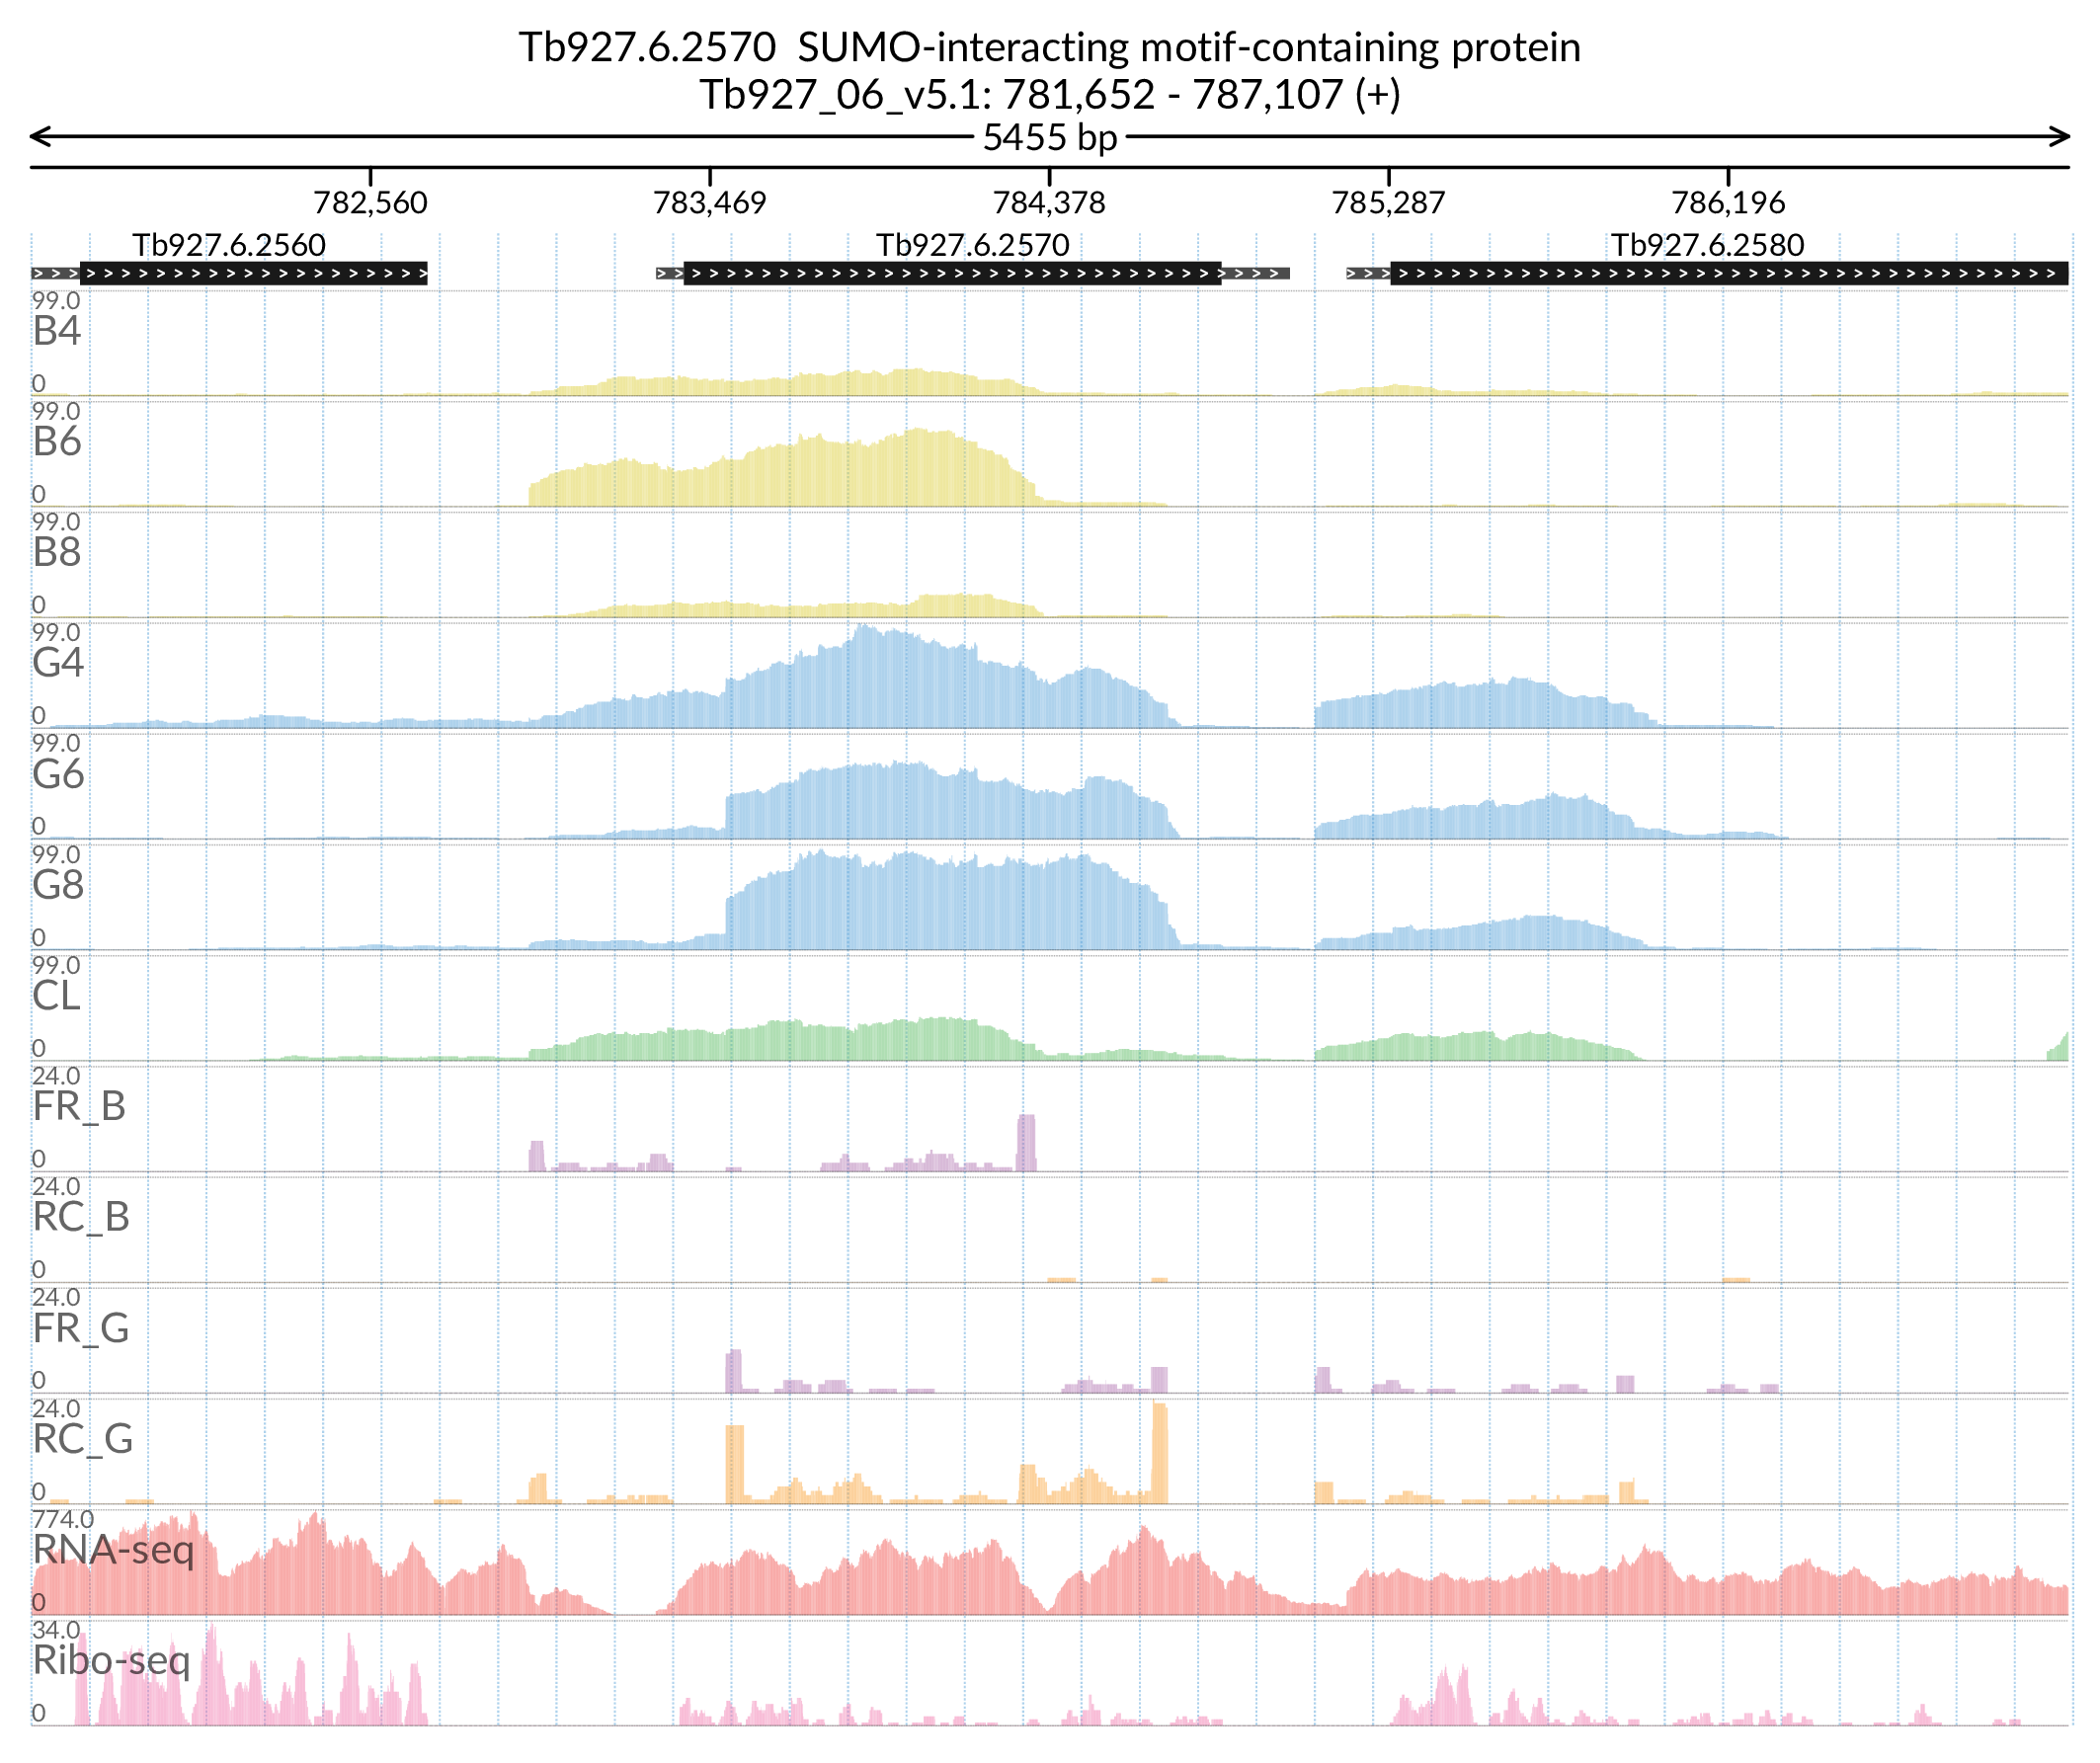 Tb927.6.2570  SUMO-interacting motif-containing protein
Tb927_06_v5.1: 781,652 - 787,107 (+)
5455 bp
782,560 783,469 784,378 785,287 786,196
Tb927.6.2560 Tb927.6.2570 Tb927.6.2580
99.0
B4
0
99.0
B6
0
99.0
B8
0
99.0
G4
0
99.0
G6
0
99.0
G8
0
99.0
CL
0
24.0
FR_B
0
24.0
RC_B
0
24.0
FR_G
0
24.0
RC_G
0
774.0
RNA-seq
0
34.0
Ribo-seq
0